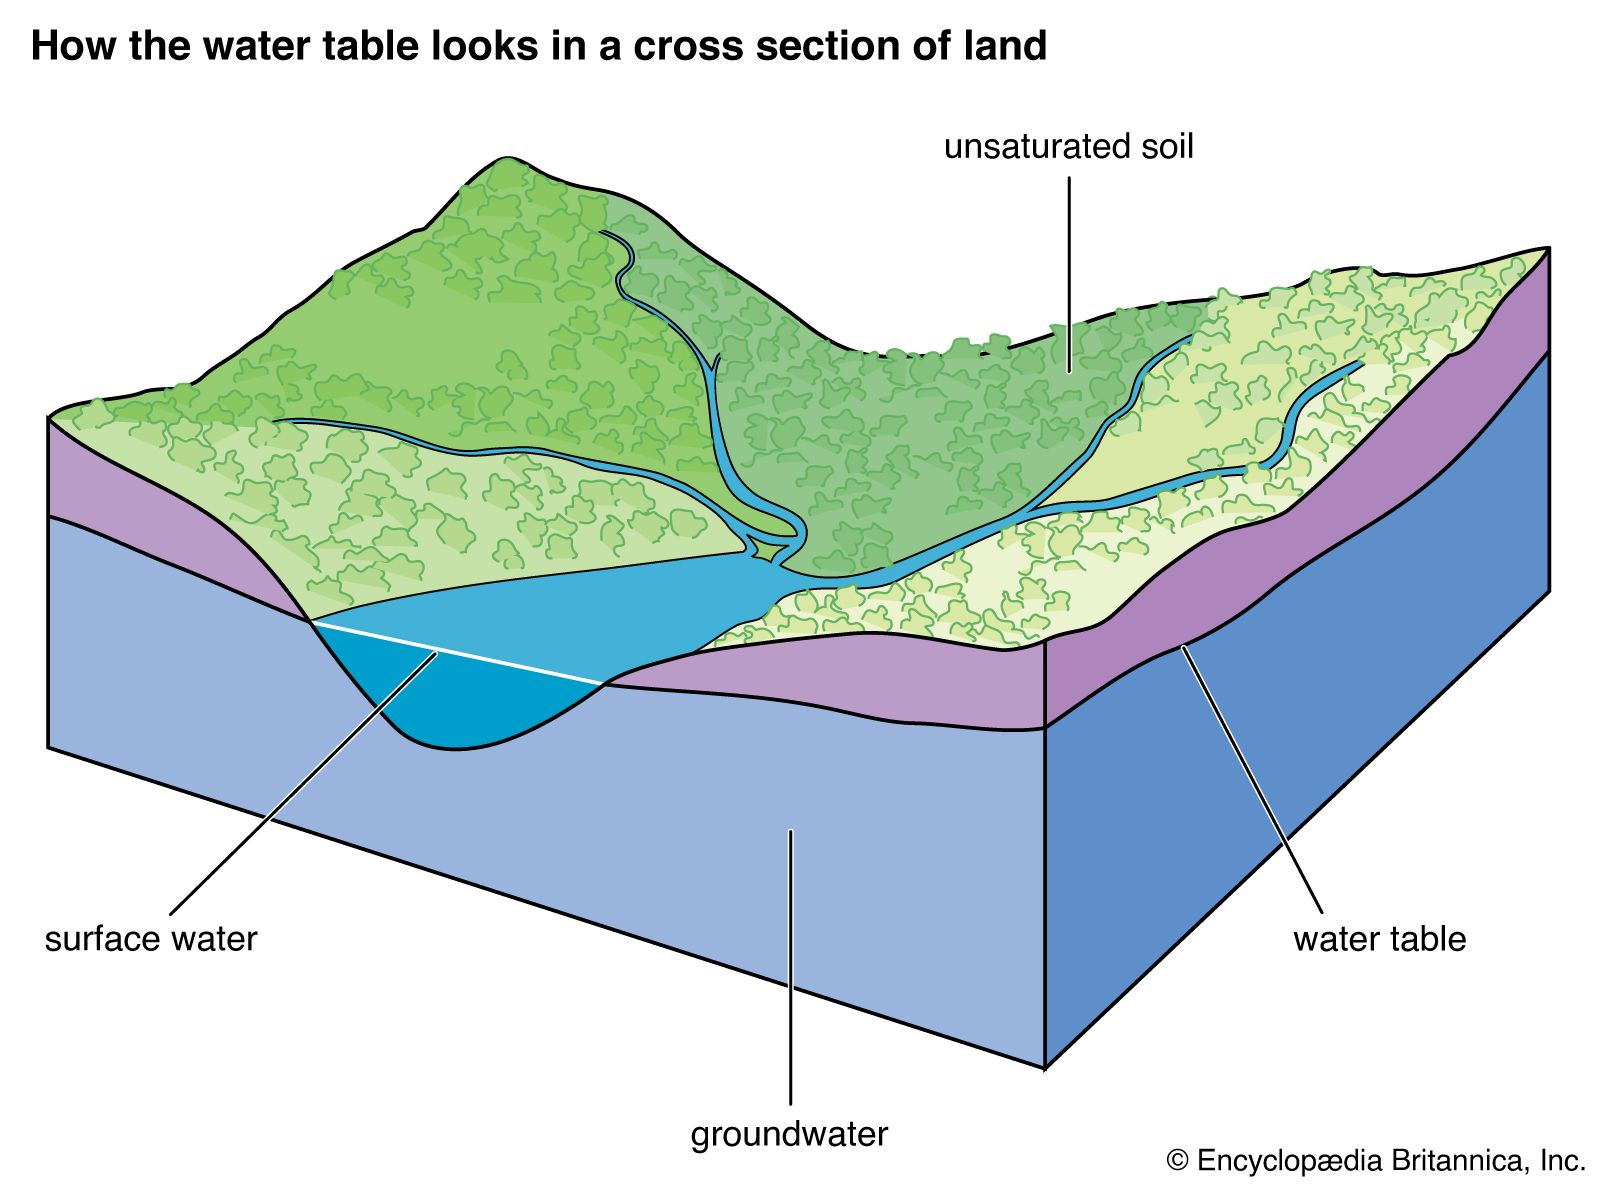 How the water table looks in a cross section of land
unsaturated soil
surface water
water table
groundwater
© Encyclopædia Britannica, Inc.